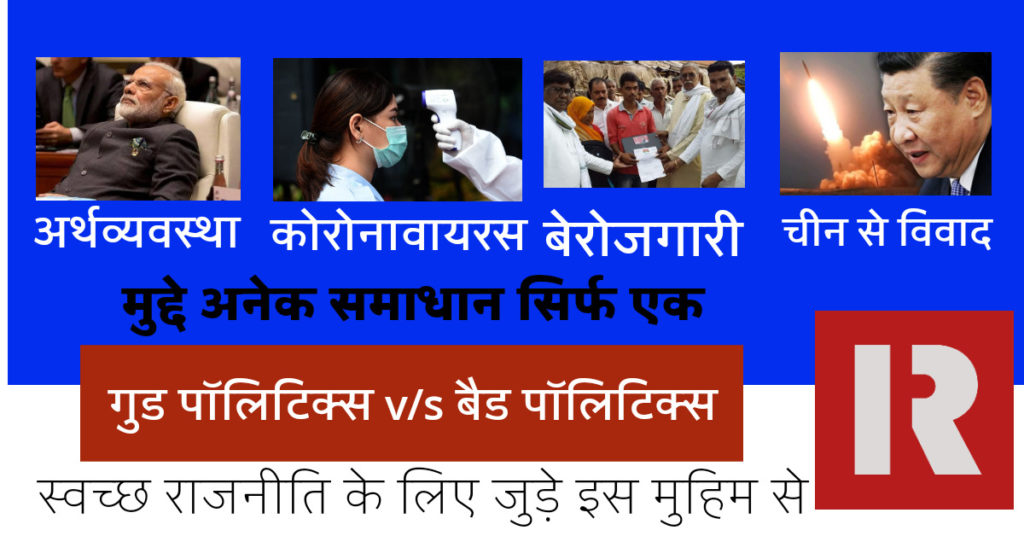 अर्थव्यवस्था कोरोनावायरस बेरोजगारी चीन से विवाद
मुद्दे अनेक समाधान सिर्फ एक
गुड पॉलिटिक्स v/s बैड पॉलिटिक्स
R
स्वच्छ राजनीति के लिए जुड़े इस मुहिम से